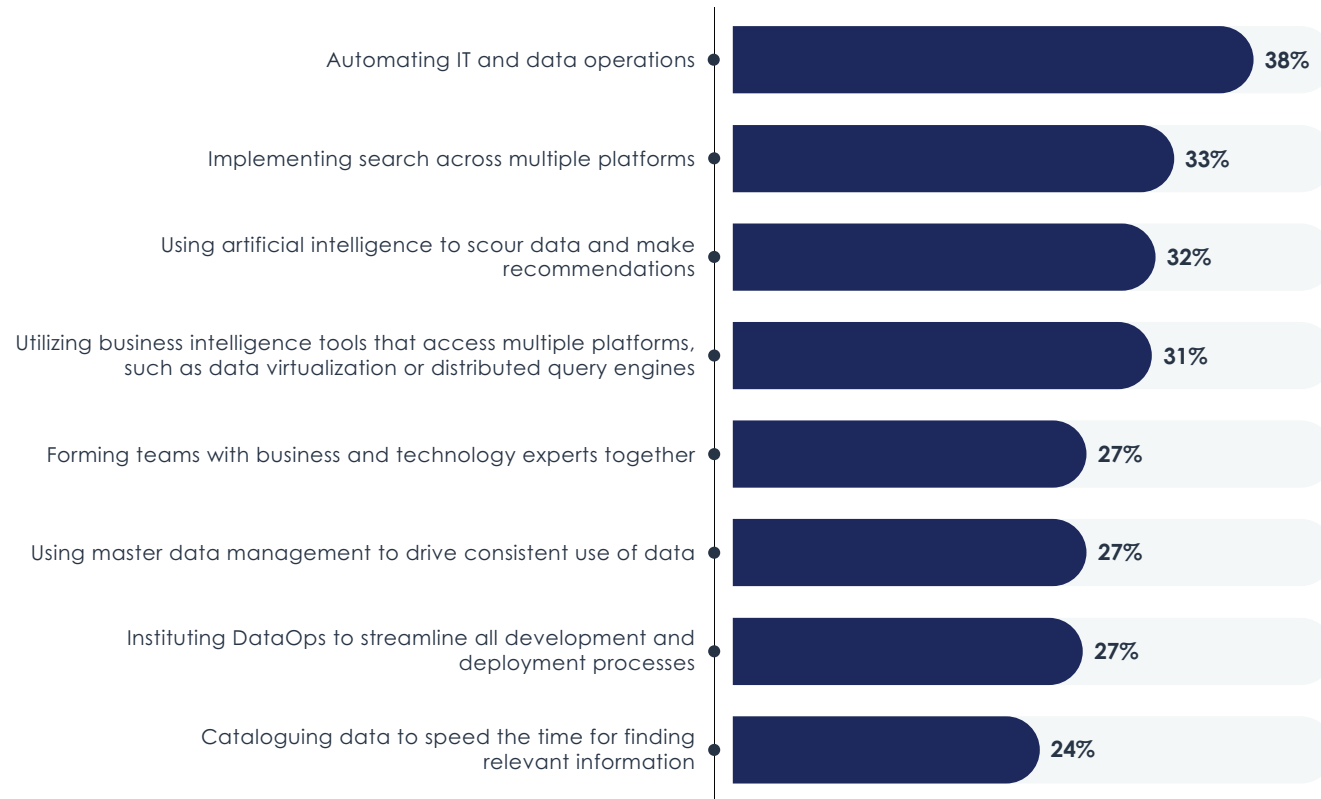 Automating IT and data operations
38%
Implementing search across multiple platforms
33%
Using artificial intelligence to scour data and make
recommendations
32%
Utilizing business intelligence tools that access multiple platforms,
such as data virtualization or distributed query engines
31%
Forming teams with business and technology experts together
27%
Using master data management to drive consistent use of data
27%
Instituting DataOps to streamline all development and
deployment processes
27%
Cataloguing data to speed the time for finding
relevant information
24%